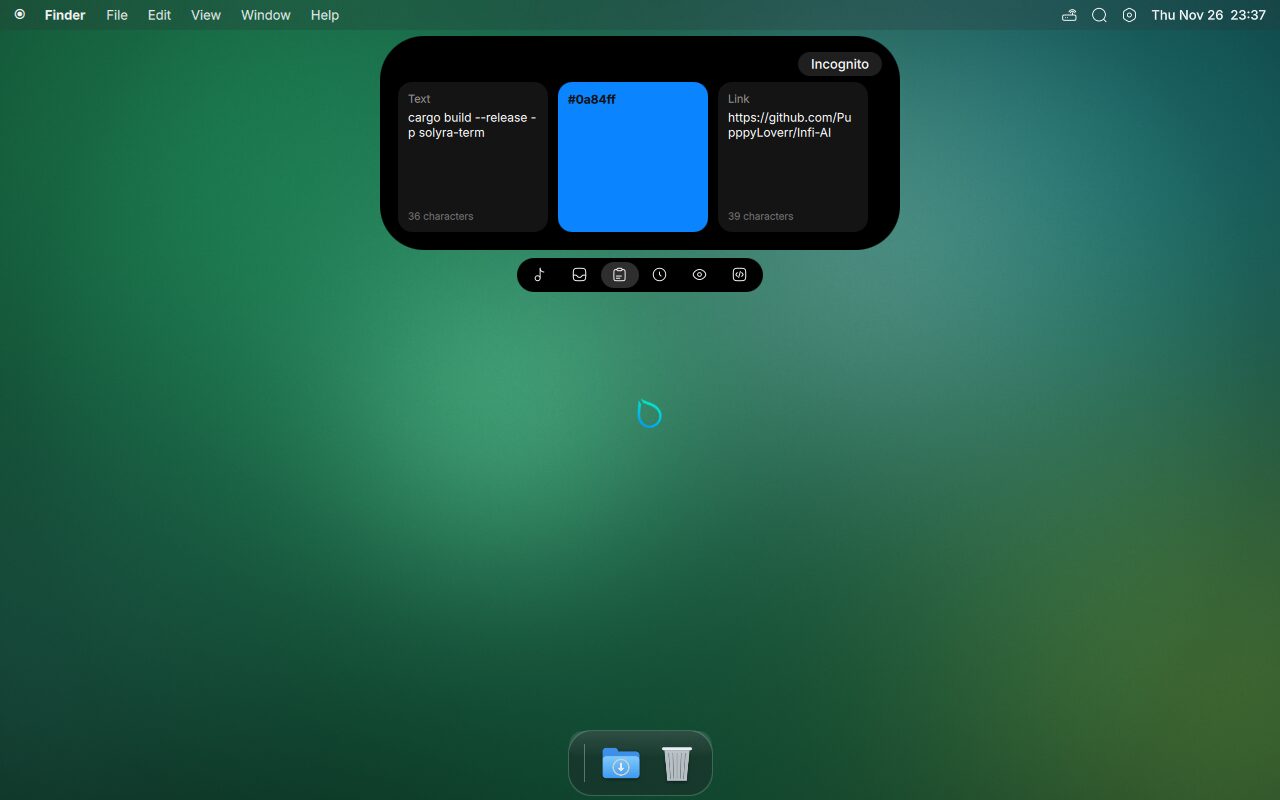 Finder File Edit View Window Help Thu Nov 26 23:37
Incognito
Text
cargo build --release -
p solyra-term
36 characters
#0a84ff
Link
https://github.com/Pu
pppyLoverr/Infi-AI
39 characters